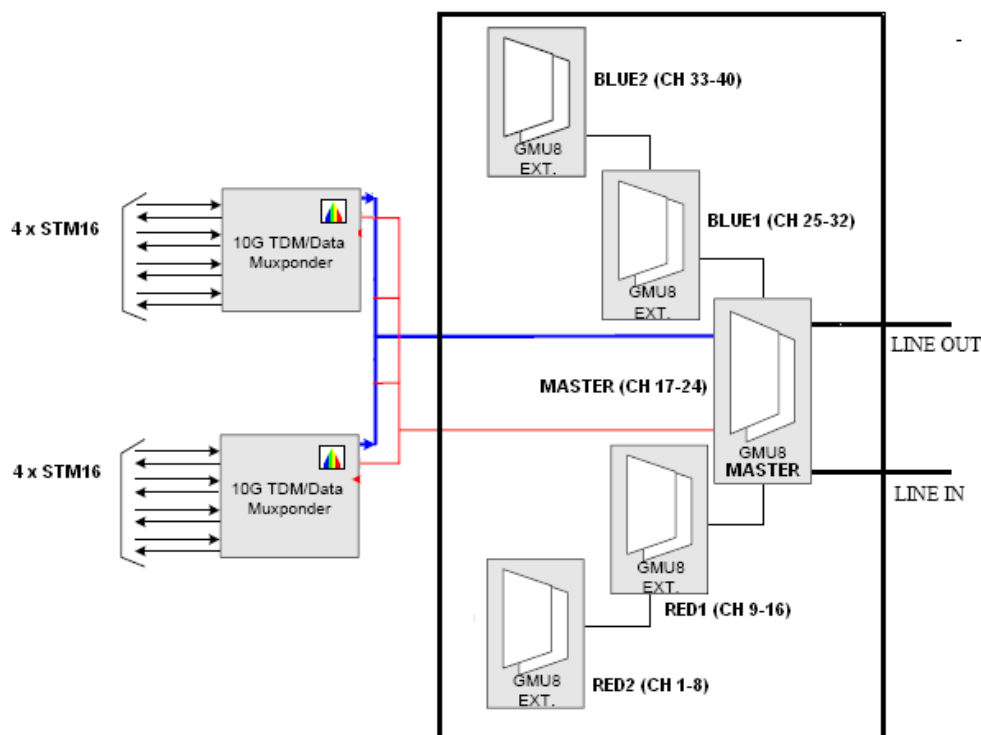 GMU8
EXT.
BLUE2 (CH 33-40)
GMU8
EXT.
BLUE1 (CH 25-32)
4 x STM16
10G TDM/Data
Muxponder
LINE OUT
MASTER (CH 17-24)
GMU8
MASTER
4 x STM16
10G TDM/Data
Muxponder
LINE IN
GMU8
EXT.
RED1 (CH 9-16)
GMU8
EXT.
RED2 (CH 1-8)